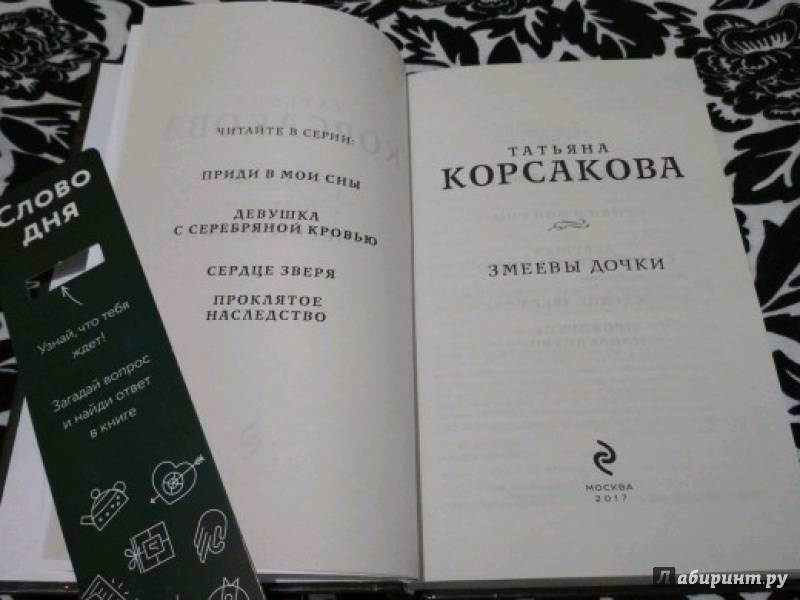 СЛОВО
ДНЯ
Узнай, что тебя
ждет!
Загадай вопрос
и найди ответ
в книге
ЧИТАЙТЕ В СЕРИИ:
ПРИДИ В МОИ СНЫ
ДЕВУШКА
С СЕРЕБРЯНОЙ КРОВЬЮ
СЕРДЦЕ ЗВЕРЯ
ПРОКЛЯТОЕ
НАСЛЕДСТВО
ТАТЬЯНА
КОРСАКОВА
ЗМЕЕВЫ ДОЧКИ
МОСКВА
2017
Лабиринт.ру